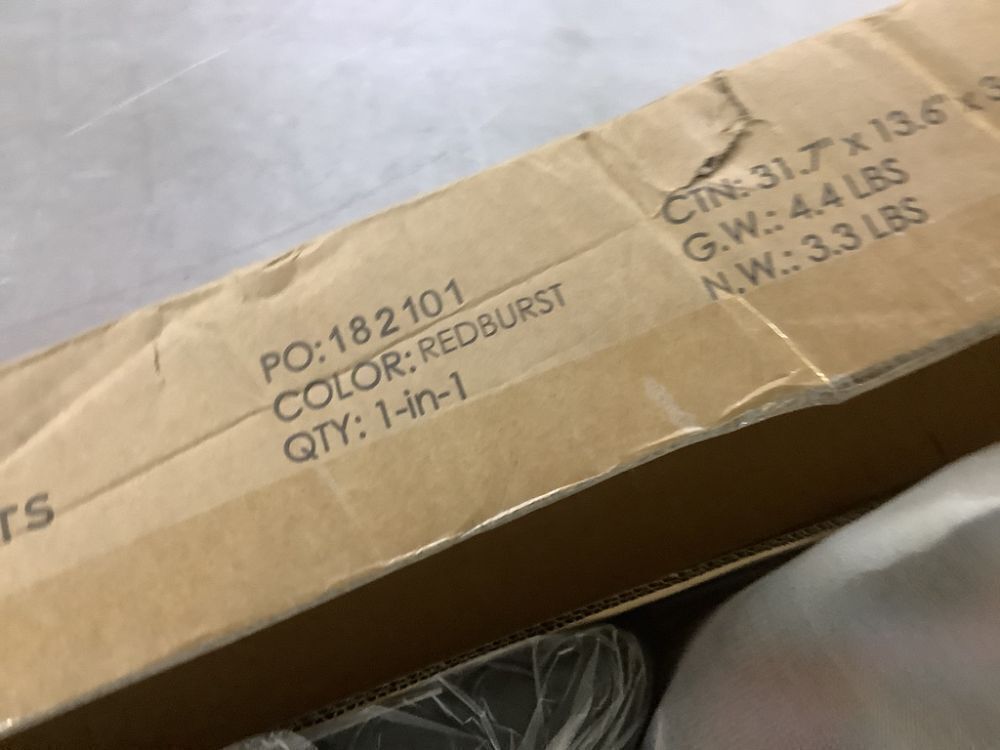 TS
PO:182101
COLOR: REDBURST
QTY: 1-in-1
CTN: 31.7" x 13.6" x 3
G.W.: 4.4 LBS
N.W.: 3.3 LBS